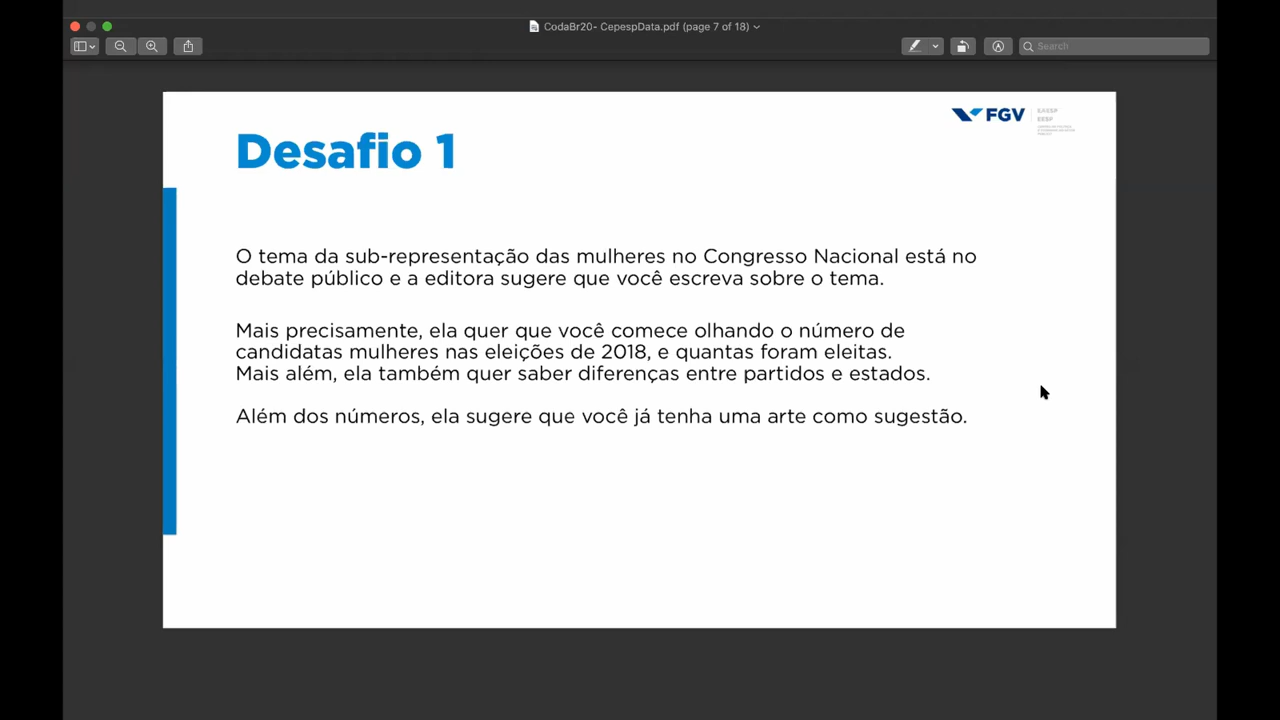 CodaBr20- CepespData.pdf (page 7 of 18)
Search
FGV
EAESP
EESP
Desafio 1
O tema da sub-representação das mulheres no Congresso Nacional está no
debate público e a editora sugere que você escreva sobre o tema.
Mais precisamente, ela quer que você comece olhando o número de
candidatas mulheres nas eleições de 2018, e quantas foram eleitas.
Mais além, ela também quer saber diferenças entre partidos e estados.
Além dos números, ela sugere que você já tenha uma arte como sugestão.